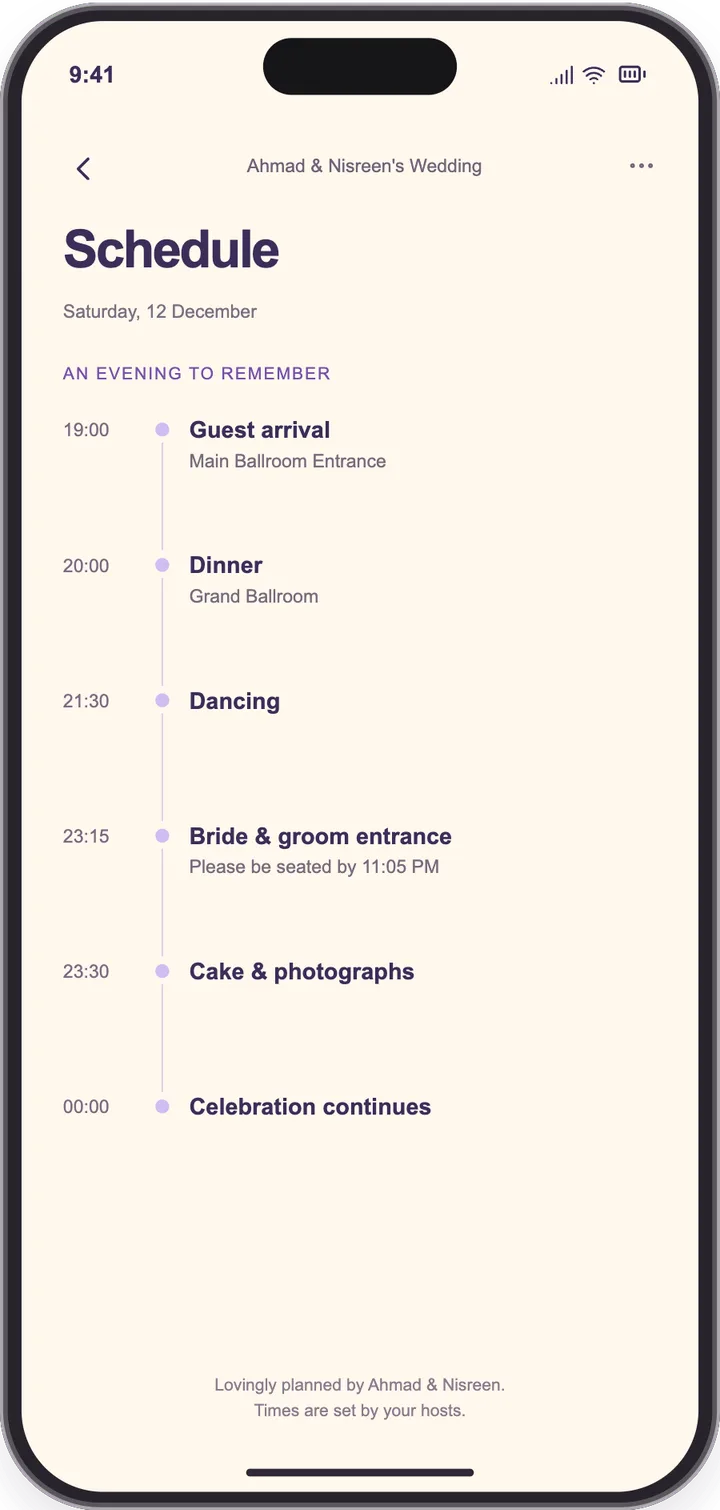 9:41
Ahmad & Nisreen's Wedding
Schedule
Saturday, 12 December
AN EVENING TO REMEMBER
19:00 Guest arrival
Main Ballroom Entrance
20:00 Dinner
Grand Ballroom
21:30 Dancing
23:15 Bride & groom entrance
Please be seated by 11:05 PM
23:30 Cake & photographs
00:00 Celebration continues
Lovingly planned by Ahmad & Nisreen.
Times are set by your hosts.